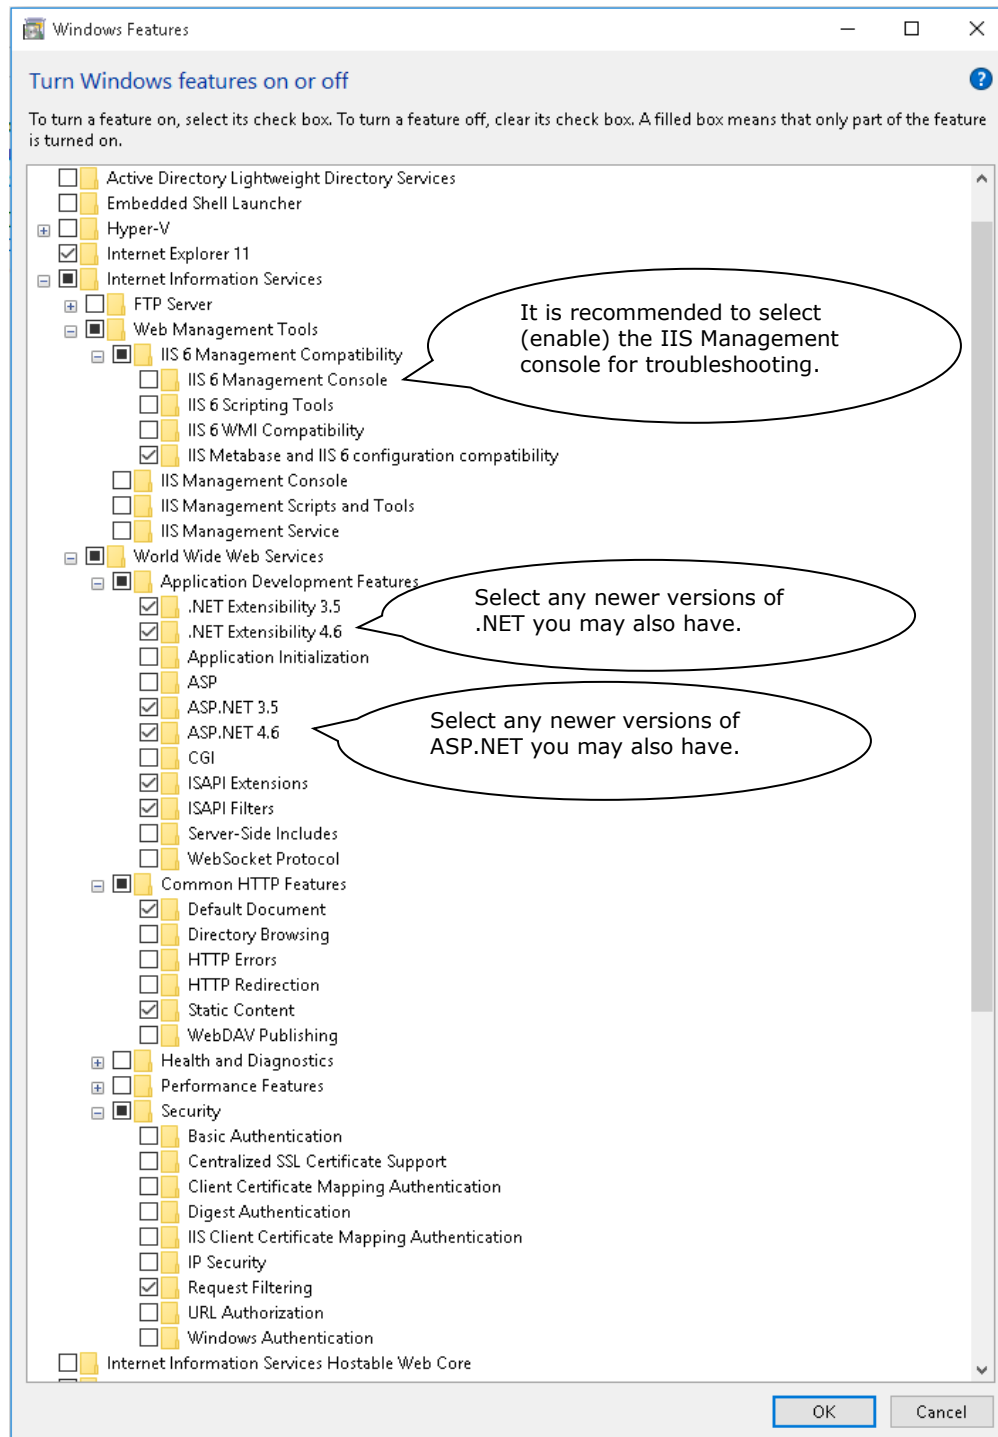 Windows Features
Turn Windows features on or off
To turn a feature on, select its check box. To turn a feature off, clear its check box. A filled box means that only part of the feature
is turned on.
Active Directory Lightweight Directory Services
Embedded Shell Launcher
Hyper-V
Internet Explorer 11
Internet Information Services
FTP Server
Web Management Tools
IIS 6 Management Compatibility
IIS 6 Management Console
IIS 6 Scripting Tools
IIS 6 WMI Compatibility
IIS Metabase and IIS 6 configuration compatibility
IIS Management Console
IIS Management Scripts and Tools
IIS Management Service
World Wide Web Services
Application Development Features
.NET Extensibility 3.5
.NET Extensibility 4.6
Application Initialization
ASP
ASP.NET 3.5
ASP.NET 4.6
CGI
ISAPI Extensions
ISAPI Filters
Server-Side Includes
WebSocket Protocol
Common HTTP Features
Default Document
Directory Browsing
HTTP Errors
HTTP Redirection
Static Content
WebDAV Publishing
Health and Diagnostics
Performance Features
Security
Basic Authentication
Centralized SSL Certificate Support
Client Certificate Mapping Authentication
Digest Authentication
IIS Client Certificate Mapping Authentication
IP Security
Request Filtering
URL Authorization
Windows Authentication
Internet Information Services Hostable Web Core
It is recommended to select
(enable) the IIS Management
console for troubleshooting.
Select any newer versions of
.NET you may also have.
Select any newer versions of
ASP.NET you may also have.
OK
Cancel